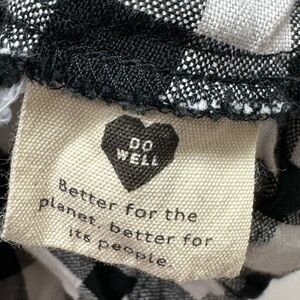 DO
WELL
Better for the
planet, better for
its people.